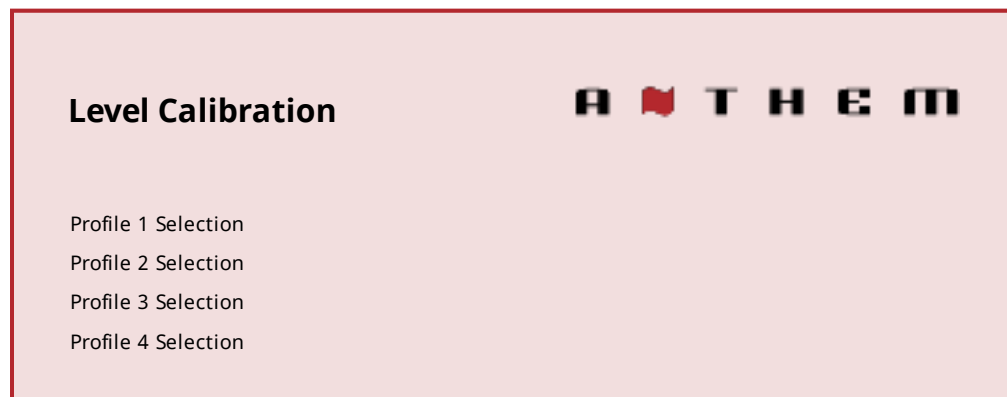 Level Calibration
ANTHEM
Profile 1 Selection
Profile 2 Selection
Profile 3 Selection
Profile 4 Selection